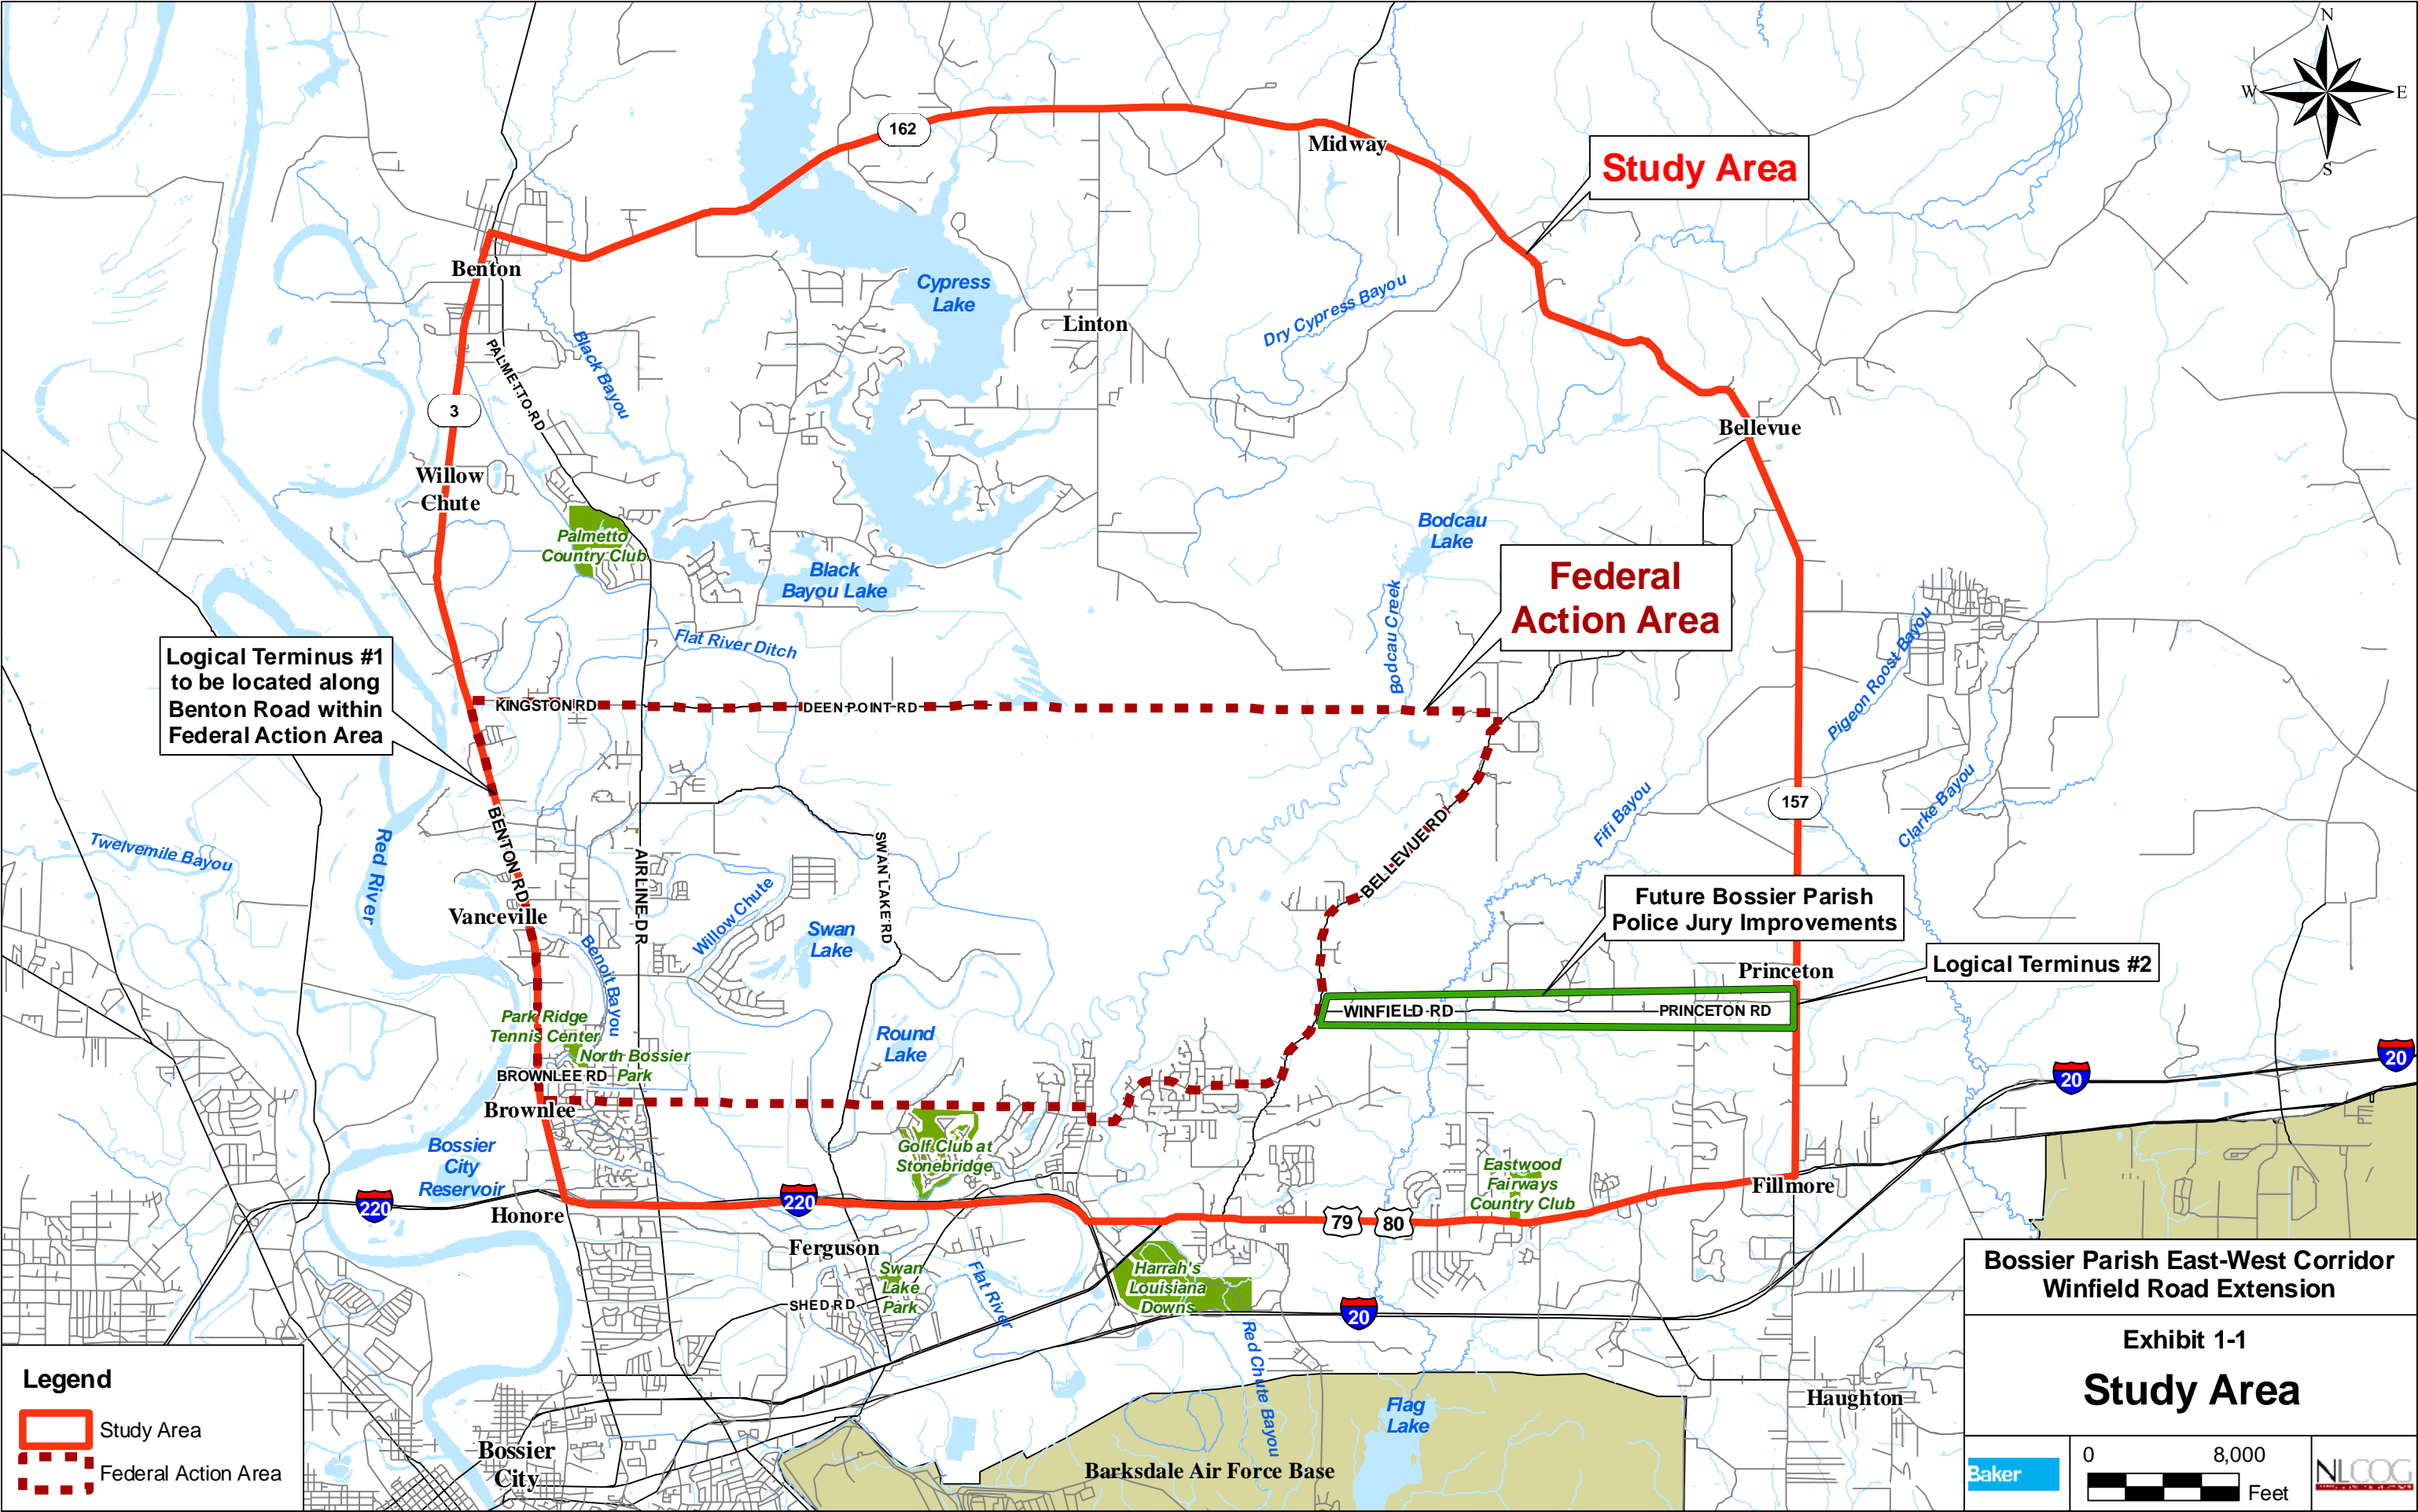 N
W
E
S
162
Midway
Study Area
Benton
Cypress
Lake
Linton
Dry Cypress Bayou
PALMETTO RD
Black Bayou
3
Bellevue
Willow
Chute
Palmetto
Country Club
Bodcau
Lake
Black
Bayou Lake
Federal
Action Area
Bodcau Creek
Flat River Ditch
Pigeon Roost Bayou
Logical Terminus #1
to be located along
Benton Road within
Federal Action Area
KINGSTON RD
DEEN POINT RD
157
Clarke Bayou
Fifi Bayou
BENTON RD
Twelvemile Bayou
Red River
AIRLINE DR
SWAN LAKE RD
BELLEVUE RD
Willow Chute
Vanceville
Swan
Lake
Benoit Bayou
Future Bossier Parish
Police Jury Improvements
Princeton
Logical Terminus #2
WINFIELD RD
PRINCETON RD
Park Ridge
Tennis Center
North Bossier
Park
Round
Lake
BROWNLEE RD
Brownlee
20
20
Bossier
City
Reservoir
Golf Club at
Stonebridge
Eastwood
Fairways
Country Club
Fillmore
220
Honore
220
79
80
Ferguson
Swan
Lake
Park
Flat River
Harrah's
Louisiana
Downs
SHED RD
20
Red Chute Bayou
Flag
Lake
Haughton
Bossier
City
Barksdale Air Force Base
Legend
Study Area
Federal Action Area
Bossier Parish East-West Corridor
Winfield Road Extension
Exhibit 1-1
Study Area
Baker
0 8,000
Feet
NLCOG